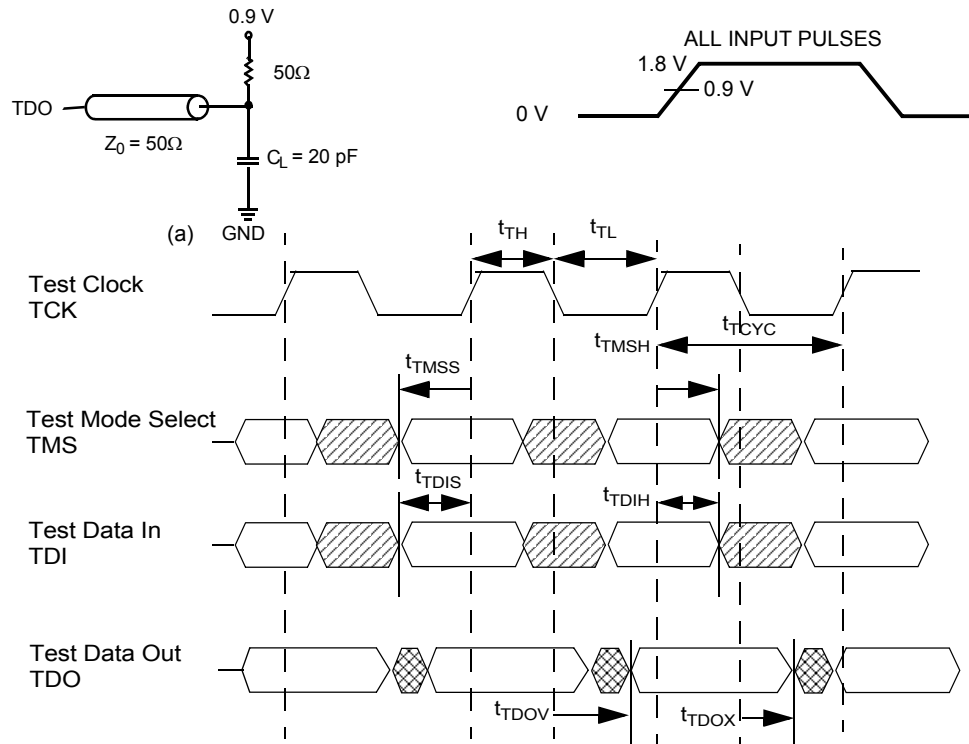 0.9 V
50Ω
TDO
Z0 = 50Ω
CL = 20 pF
(a) GND
ALL INPUT PULSES
1.8 V
0.9 V
0 V
tTH
tTL
Test Clock
TCK
tTCYC
tTMSH
tTMSS
Test Mode Select
TMS
tTDIS
tTDIH
Test Data In
TDI
Test Data Out
TDO
tTDOV
tTDOX